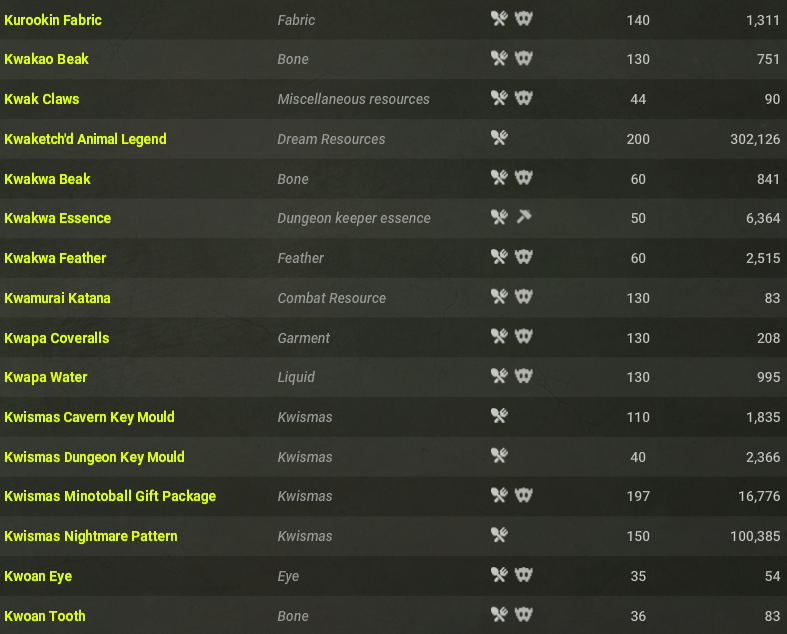 Kurookin Fabric Fabric 140 1,311
Kwakao Beak Bone 130 751
Kwak Claws Miscellaneous resources 44 90
Kwaketch'd Animal Legend Dream Resources 200 302,126
Kwakwa Beak Bone 60 841
Kwakwa Essence Dungeon keeper essence 50 6,364
Kwakwa Feather Feather 60 2,515
Kwamurai Katana Combat Resource 130 83
Kwapa Coveralls Garment 130 208
Kwapa Water Liquid 130 995
Kwismas Cavern Key Mould Kwismas 110 1,835
Kwismas Dungeon Key Mould Kwismas 40 2,366
Kwismas Minotoball Gift Package Kwismas 197 16,776
Kwismas Nightmare Pattern Kwismas 150 100,385
Kwoan Eye Eye 35 54
Kwoan Tooth Bone 36 83